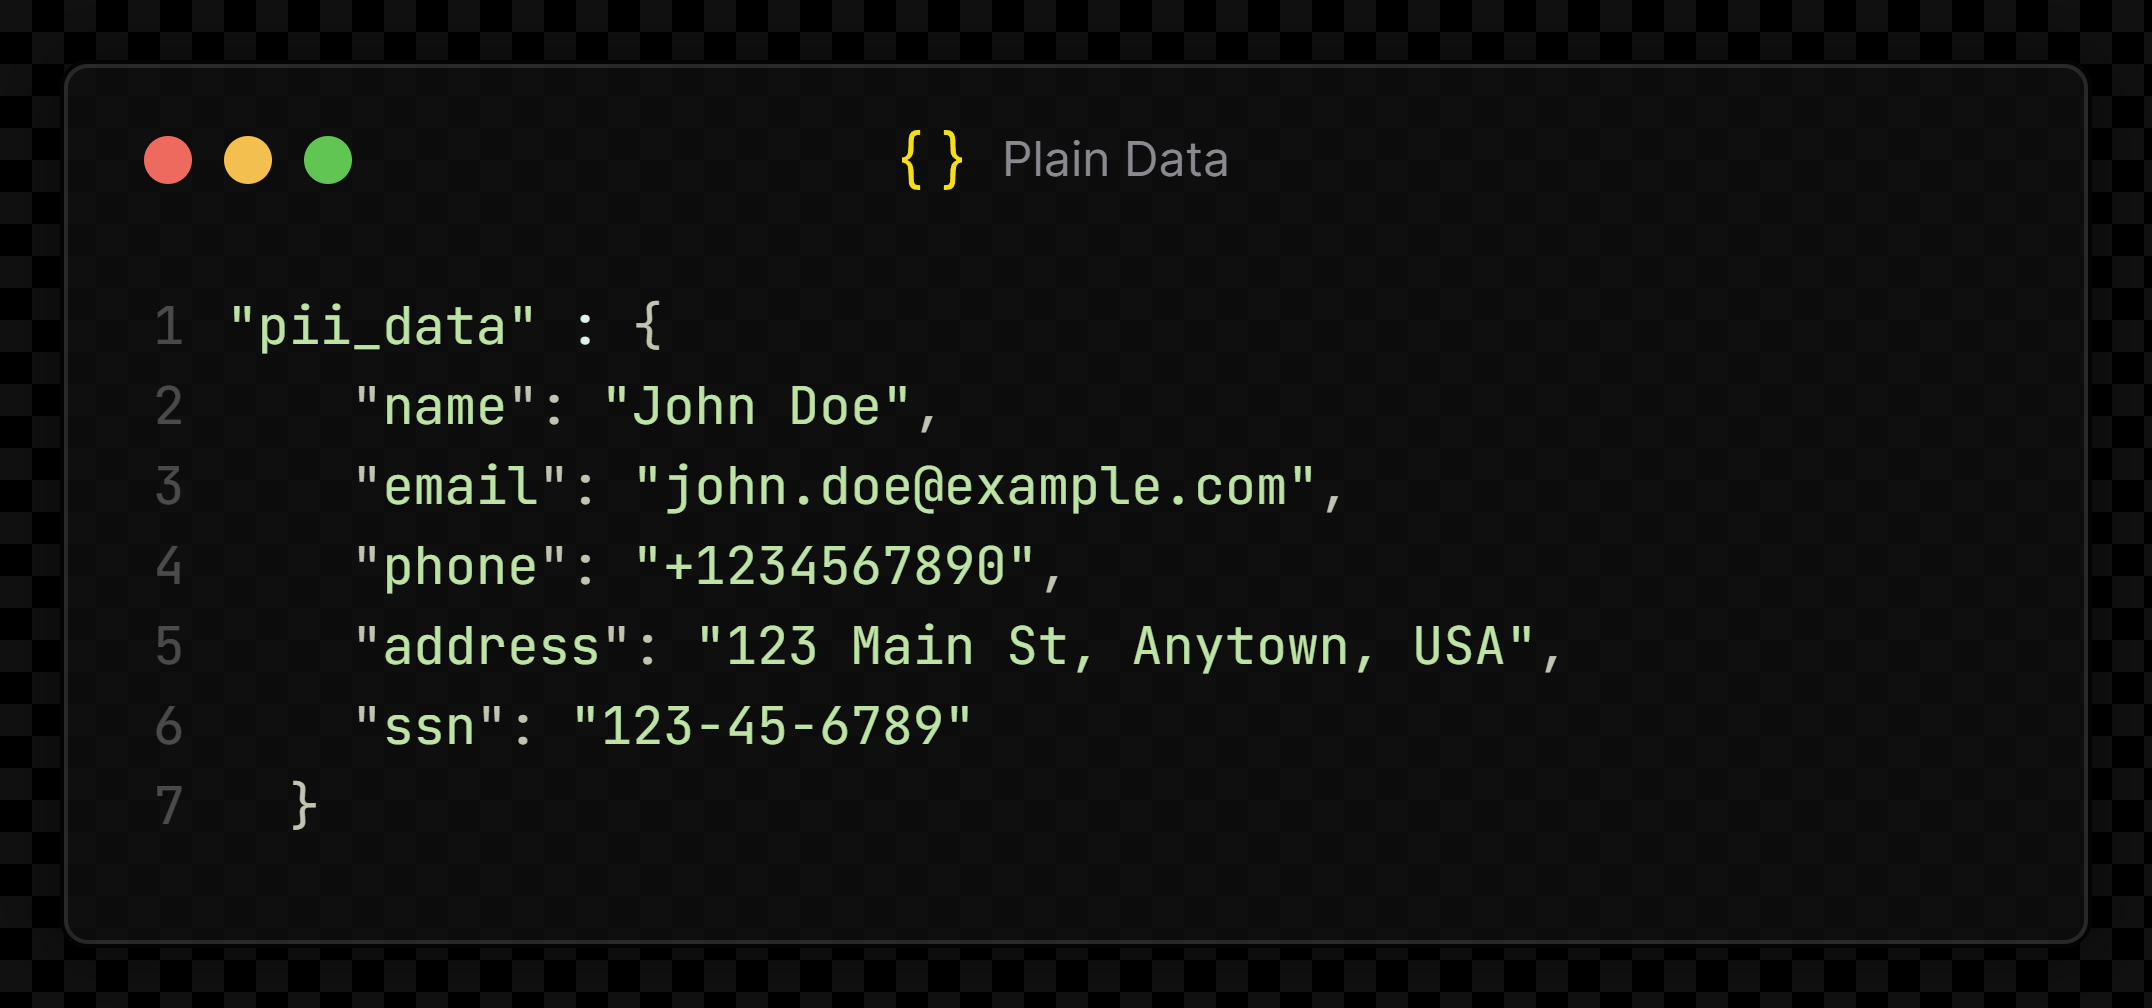 { } Plain Data
1 "pii_data" : {
2 "name": "John Doe",
3 "email": "john.doe@example.com",
4 "phone": "+1234567890",
5 "address": "123 Main St, Anytown, USA",
6 "ssn": "123-45-6789"
7 }